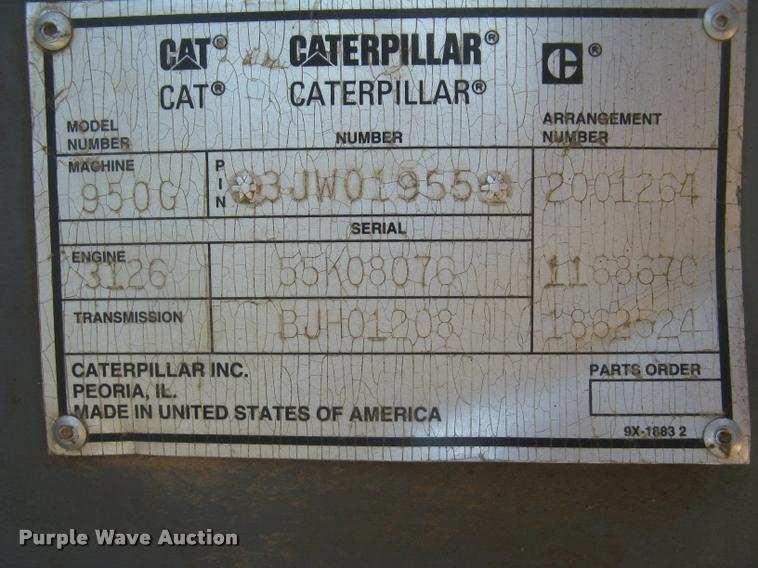 CAT® CATERPILLAR® C®
CAT® CATERPILLAR®
MODEL NUMBER
NUMBER
ARRANGEMENT NUMBER
MACHINE
950G
PIN
3JW01955
2001264
SERIAL
ENGINE
3126
55K08076
1168670
TRANSMISSION
BJH01208
1862524
CATERPILLAR INC.
PEORIA, IL.
MADE IN UNITED STATES OF AMERICA
PARTS ORDER
9X-1883 2
Purple Wave Auction